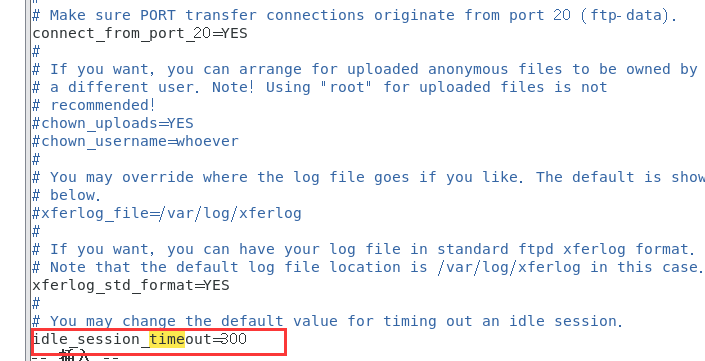 #
# Make sure PORT transfer connections originate from port 20 (ftp-data).
connect_from_port_20=YES
#
# If you want, you can arrange for uploaded anonymous files to be owned by
# a different user. Note! Using "root" for uploaded files is not
# recommended!
#chown_uploads=YES
#chown_username=whoever
#
# You may override where the log file goes if you like. The default is show
# below.
#xferlog_file=/var/log/xferlog
#
# If you want, you can have your log file in standard ftpd xferlog format.
# Note that the default log file location is /var/log/xferlog in this case.
xferlog_std_format=YES
#
# You may change the default value for timing out an idle session.
idle_session_timeout=300
-- 插入 --